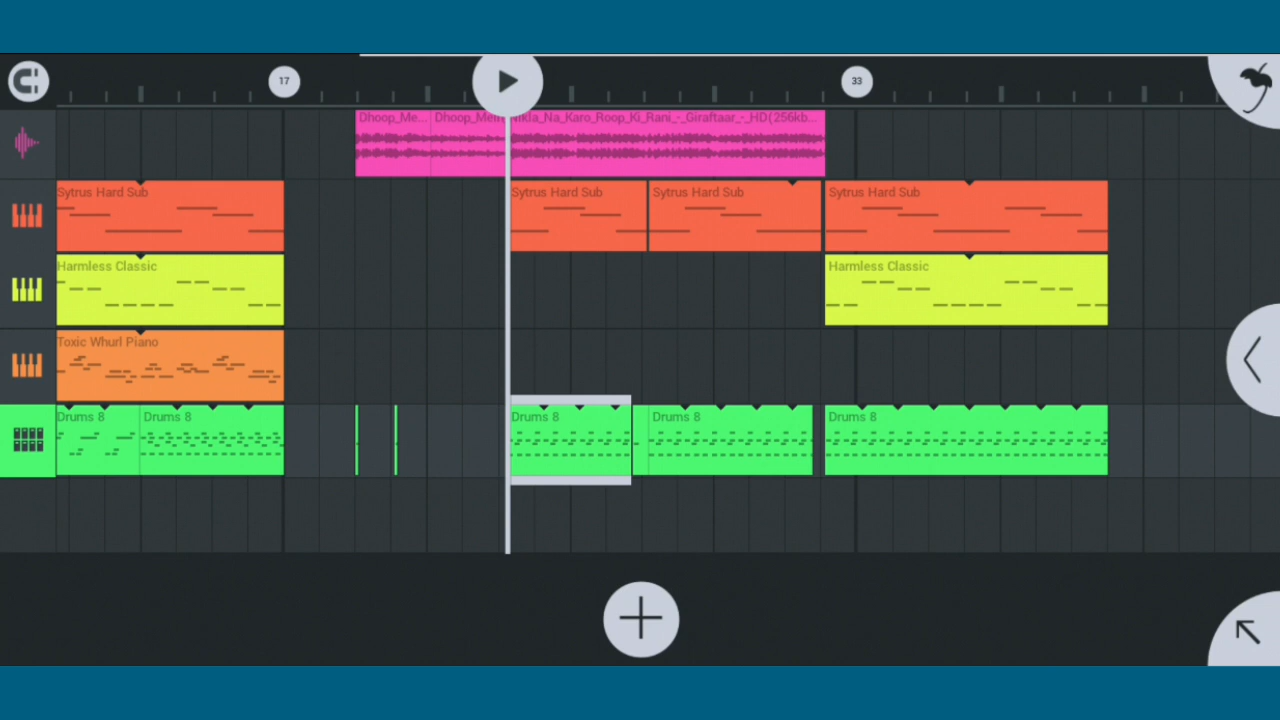 17
33
Dhoop_Me...
Dhoop_Mein
Nikla_Na_Karo_Roop_Ki_Rani_-_Giraftaar_-_HD(256kb...
Sytrus Hard Sub
Sytrus Hard Sub
Sytrus Hard Sub
Sytrus Hard Sub
Harmless Classic
Harmless Classic
Toxic Whurl Piano
Drums 8
Drums 8
Drums 8
Drums 8
Drums 8